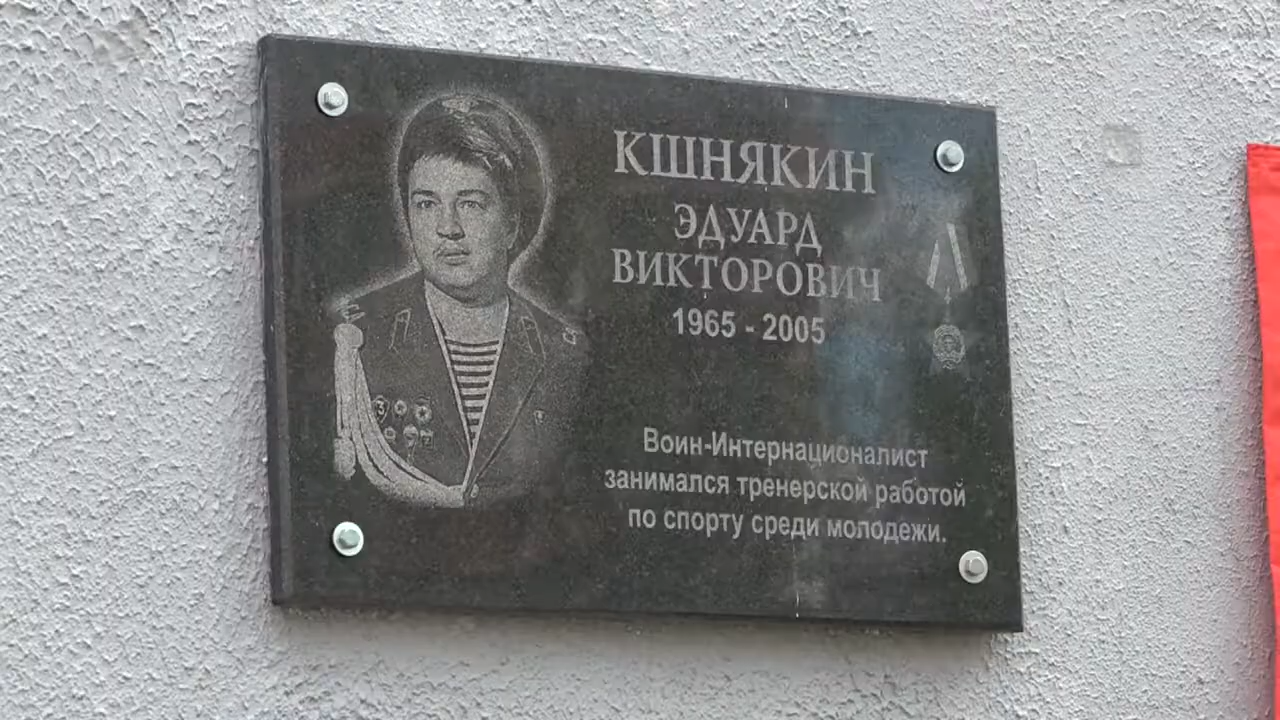 КШНЯКИН
ЭДУАРД
ВИКТОРОВИЧ
1965 - 2005
Воин-Интернационалист
занимался тренерской работой
по спорту среди молодежи.